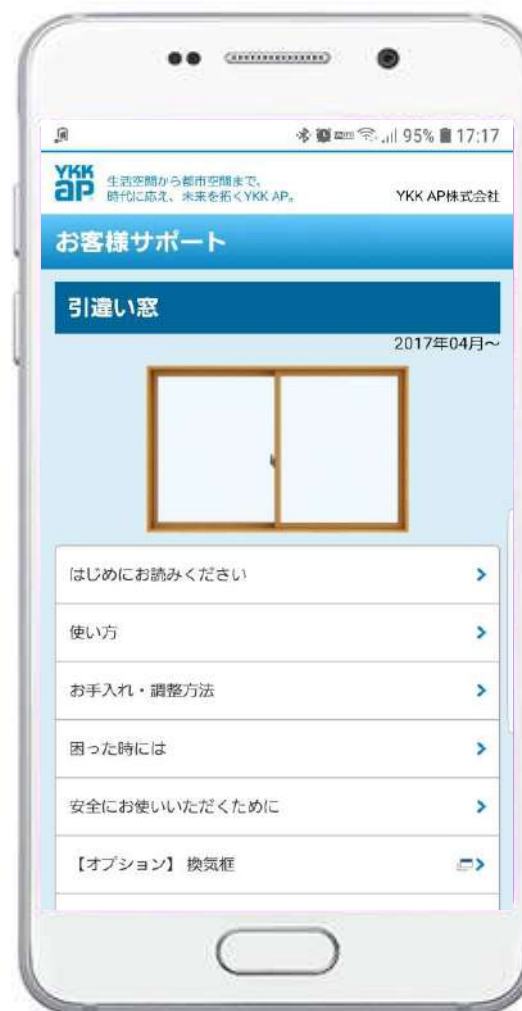 95% 17:17
YKK
ap
生活空間から都市空間まで、
時代に応え、未来を拓くYKK AP。
YKK AP株式会社
お客様サポート
引違い窓
2017年04月～
はじめにお読みください
使い方
お手入れ・調整方法
困った時には
安全にお使いいただくために
【オプション】換気框